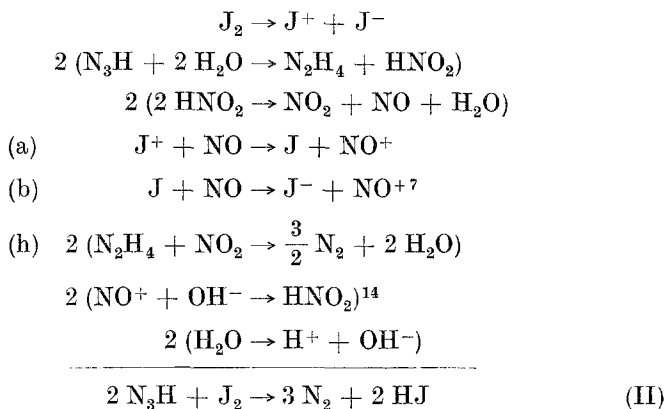 J₂ → J⁺ + J⁻
2 (N₃H + 2 H₂O → N₂H₄ + HNO₂)
2 (2 HNO₂ → NO₂ + NO + H₂O)
(a) J⁺ + NO → J + NO⁺
(b) J + NO → J⁻ + NO⁺⁷
(h) 2 (N₂H₄ + NO₂ → 3/2 N₂ + 2 H₂O)
2 (NO⁺ + OH⁻ → HNO₂)¹⁴
2 (H₂O → H⁺ + OH⁻)
2 N₃H + J₂ → 3 N₂ + 2 HJ (II)